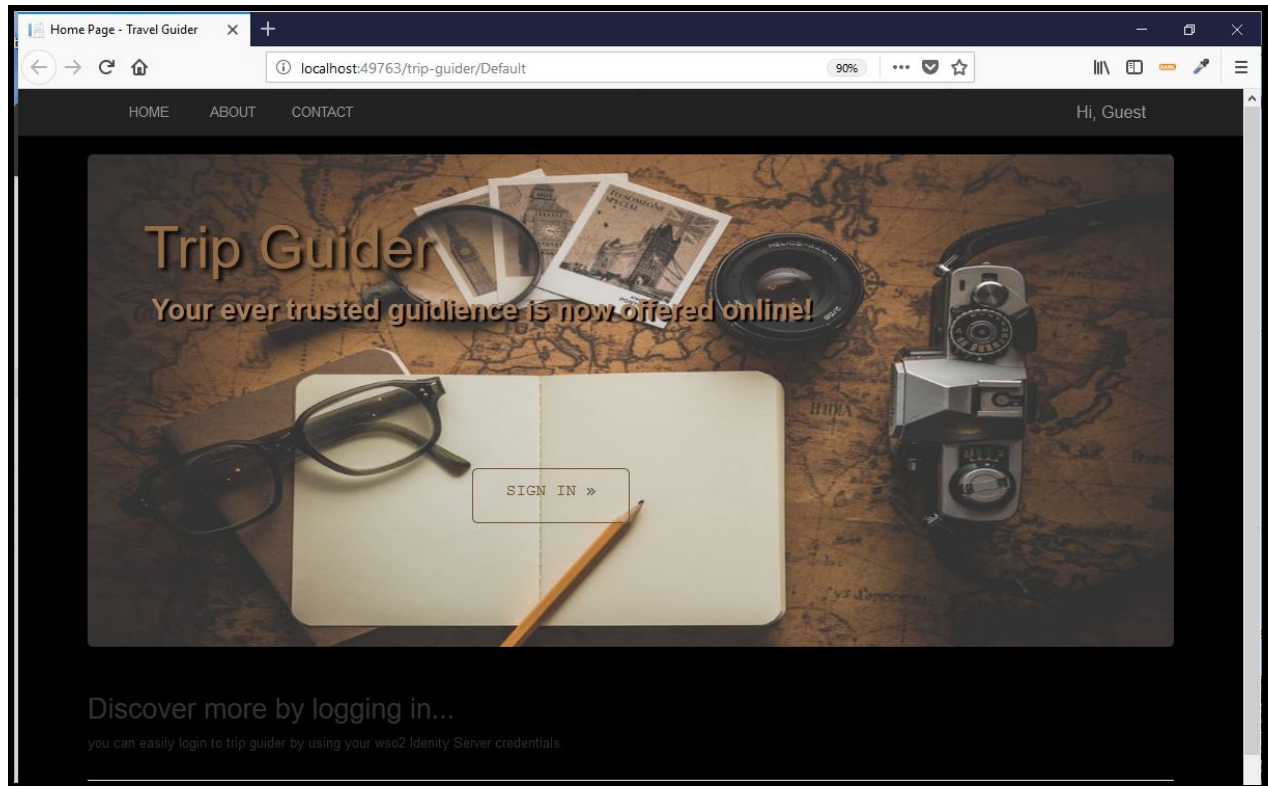 Home Page - Travel Guider
localhost:49763/trip-guider/Default
90%
HOME ABOUT CONTACT Hi, Guest
Trip Guider
Your ever trusted guidience is now offered online!
SIGN IN »
Discover more by logging in...
you can easily login to trip guider by using your wso2 Idenity Server credentials.